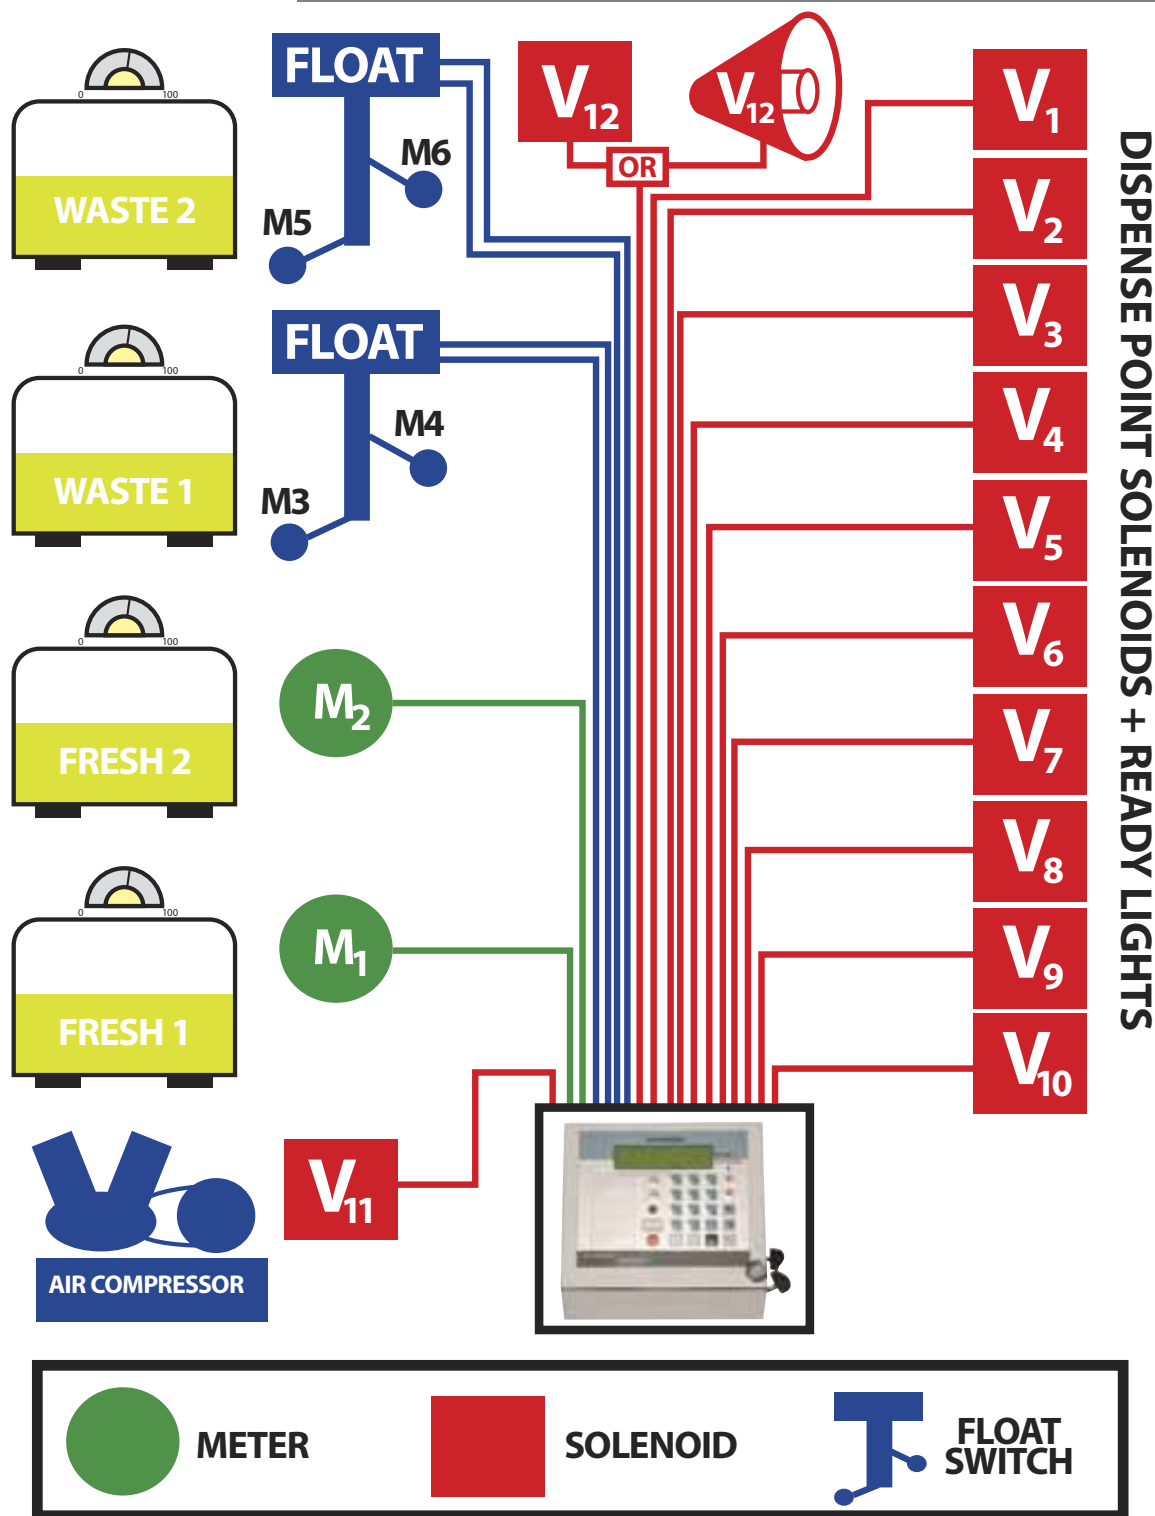 FLOAT
V12
V12
OR
0 100
M6
WASTE 2
M5
FLOAT
0 100
M4
WASTE 1
M3
0 100
M2
FRESH 2
0 100
M1
FRESH 1
V11
AIR COMPRESSOR
V1
V2
V3
V4
V5
V6
V7
V8
V9
V10
DISPENSE POINT SOLENOIDS + READY LIGHTS
METER
SOLENOID
FLOAT
SWITCH